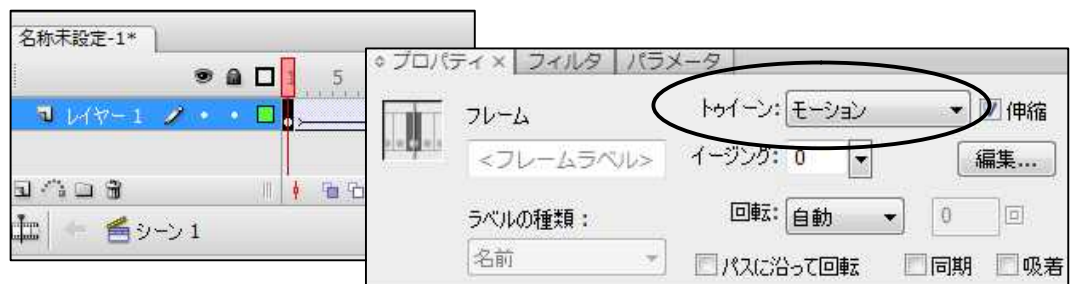 名称未設定-1*
1 5
レイヤー 1
シーン 1
プロパティ × フィルタ パラメータ
フレーム
<フレームラベル>
ラベルの種類：
名前
トゥイーン: モーション 伸縮
イージング: 0 編集...
回転: 自動 0 回
パスに沿って回転 同期 吸着